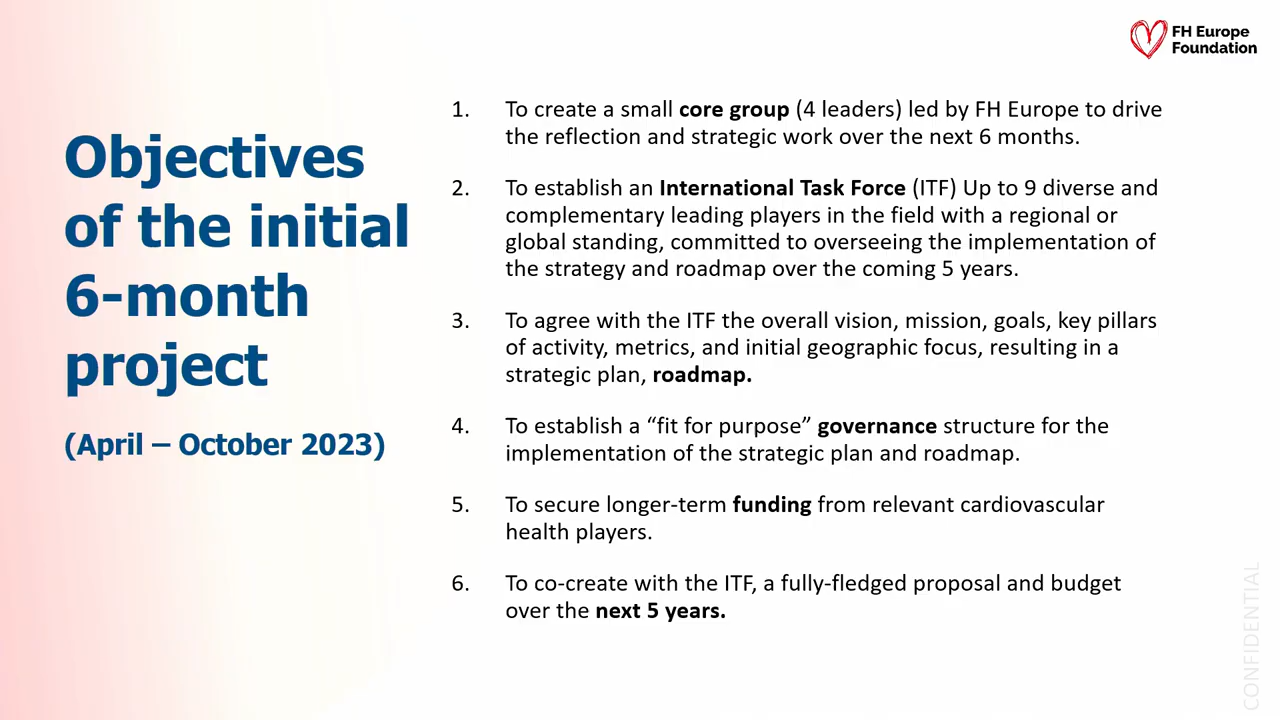 FH Europe
Foundation
Objectives
of the initial
6-month
project
(April – October 2023)
1. To create a small core group (4 leaders) led by FH Europe to drive
the reflection and strategic work over the next 6 months.
2. To establish an International Task Force (ITF) Up to 9 diverse and
complementary leading players in the field with a regional or
global standing, committed to overseeing the implementation of
the strategy and roadmap over the coming 5 years.
3. To agree with the ITF the overall vision, mission, goals, key pillars
of activity, metrics, and initial geographic focus, resulting in a
strategic plan, roadmap.
4. To establish a “fit for purpose” governance structure for the
implementation of the strategic plan and roadmap.
5. To secure longer-term funding from relevant cardiovascular
health players.
6. To co-create with the ITF, a fully-fledged proposal and budget
over the next 5 years.
CONFIDENTIAL